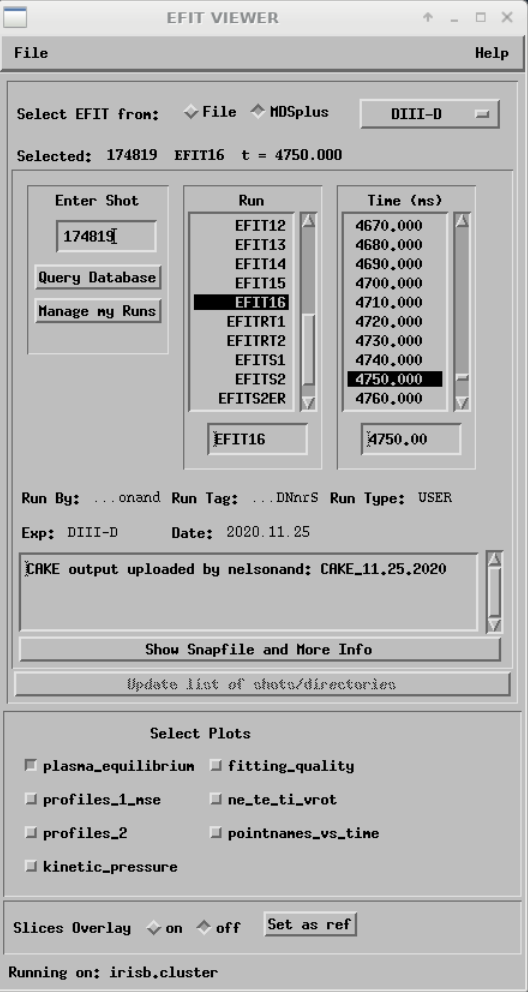 EFIT VIEWER
File Help
Select EFIT from: File MDSplus DIII-D
Selected: 174819 EFIT16 t = 4750.000
Enter Shot
174819
Query Database
Manage my Runs
Run
EFIT12
EFIT13
EFIT14
EFIT15
EFIT16
EFITRT1
EFITRT2
EFITS1
EFITS2
EFITS2ER
EFIT16
Time (ms)
4670.000
4680.000
4690.000
4700.000
4710.000
4720.000
4730.000
4740.000
4750.000
4760.000
4750.00
Run By: ...onand Run Tag: ...DNnrS Run Type: USER
Exp: DIII-D Date: 2020.11.25
CAKE output uploaded by nelsonand: CAKE_11.25.2020
Show Snapfile and More Info
Update list of shots/directories
Select Plots
plasma_equilibrium fitting_quality
profiles_1_mse ne_te_ti_vrot
profiles_2 pointnames_vs_time
kinetic_pressure
Slices Overlay on off Set as ref
Running on: irisb.cluster